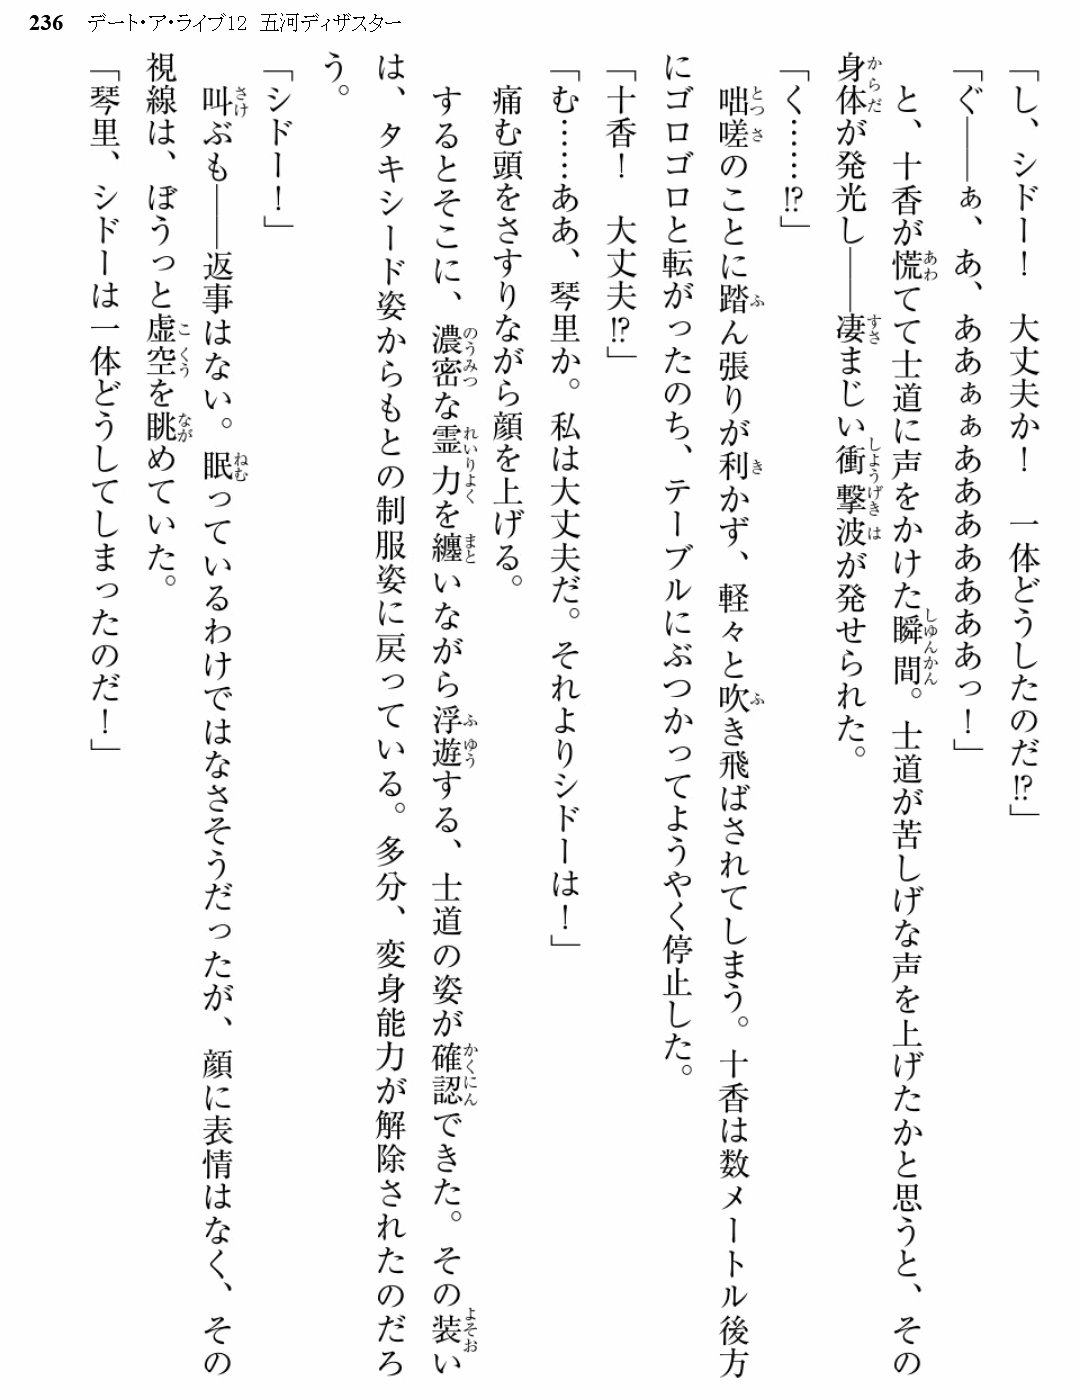 236 デート・ア・ライブ12 五河ディザスター
「し、シドー！ 大丈夫か！ 一体どうしたのだ!?」
「ぐ――ぁ、あ、ああぁぁあああああああっ！」
と、十香が慌てて士道に声をかけた瞬間。士道が苦しげな声を上げたかと思うと、その
身体が発光し――凄まじい衝撃波が発せられた。
「く……!?」
咄嗟のことに踏ん張りが利かず、軽々と吹き飛ばされてしまう。十香は数メートル後方
にゴロゴロと転がったのち、テーブルにぶつかってようやく停止した。
「十香！ 大丈夫!?」
「む……ああ、琴里か。私は大丈夫だ。それよりシドーは！」
痛む頭をさすりながら顔を上げる。
するとそこに、濃密な霊力を纏いながら浮遊する、士道の姿が確認できた。その装い
は、タキシード姿からもとの制服姿に戻っている。多分、変身能力が解除されたのだろ
う。
「シドー！」
叫ぶも――返事はない。眠っているわけではなさそうだったが、顔に表情はなく、その
視線は、ぼうっと虚空を眺めていた。
「琴里、シドーは一体どうしてしまったのだ！」